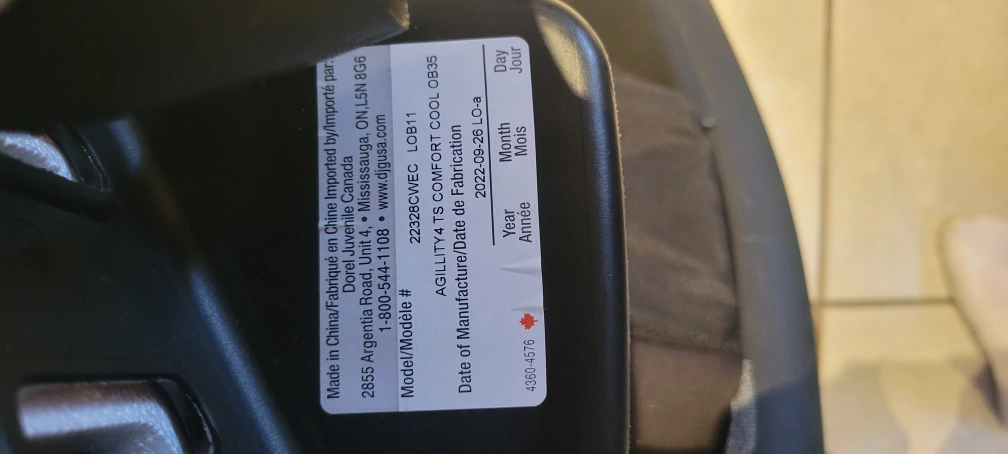 Made in China/Fabriqué en Chine Imported by/Importé par:
Dorel Juvenile Canada
2855 Argentia Road, Unit 4, • Mississauga, ON,L5N 8G6
1-800-544-1108 • www.djgusa.com
Model/Modèle #
22328CWEC LOB11
AGILLITY4 TS COMFORT COOL OB35
Date of Manufacture/Date de Fabrication
2022-09-26 LO-a
Year Month Day
Année Mois Jour
4360-4576